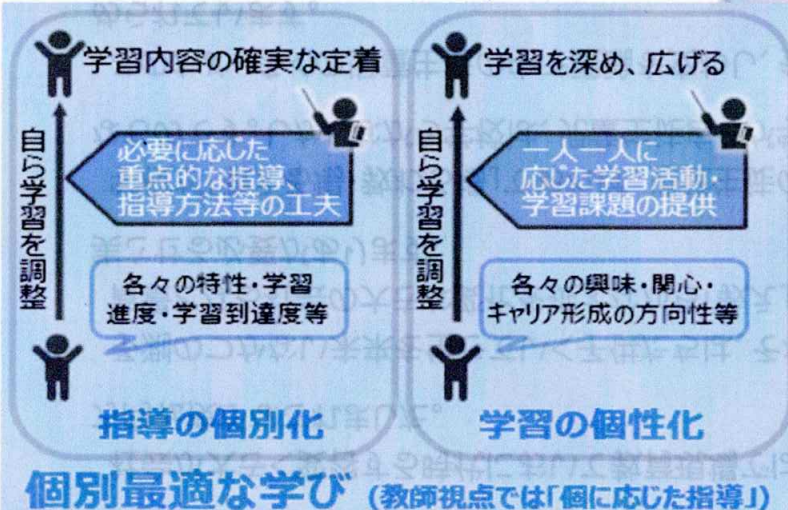 学習内容の確実な定着
自ら学習を調整
必要に応じた
重点的な指導、
指導方法等の工夫
各々の特性・学習
進度・学習到達度等
指導の個別化
学習を深め、広げる
自ら学習を調整
一人一人に
応じた学習活動・
学習課題の提供
各々の興味・関心・
キャリア形成の方向性等
学習の個性化
個別最適な学び (教師視点では「個に応じた指導」)